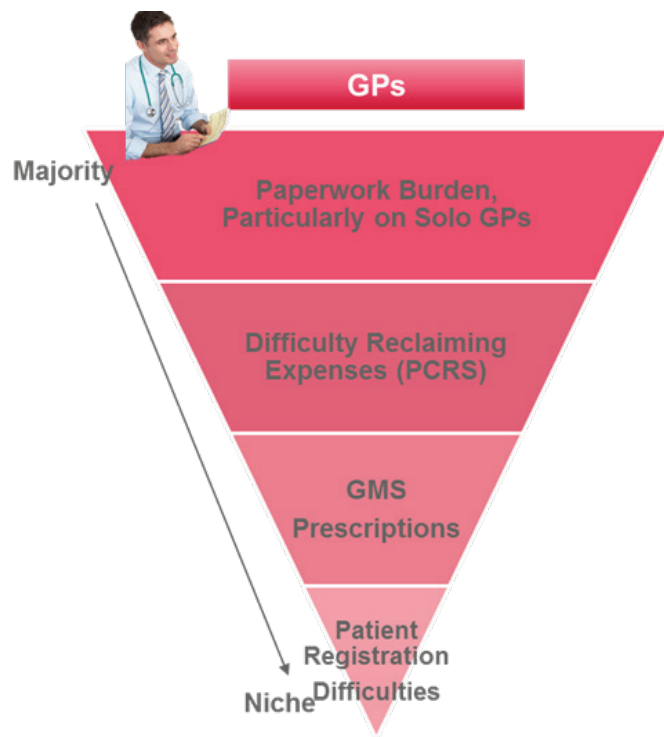 GPs
Majority
Paperwork Burden,
Particularly on Solo GPs
Difficulty Reclaiming
Expenses (PCRS)
GMS
Prescriptions
Patient
Registration
Difficulties
Niche